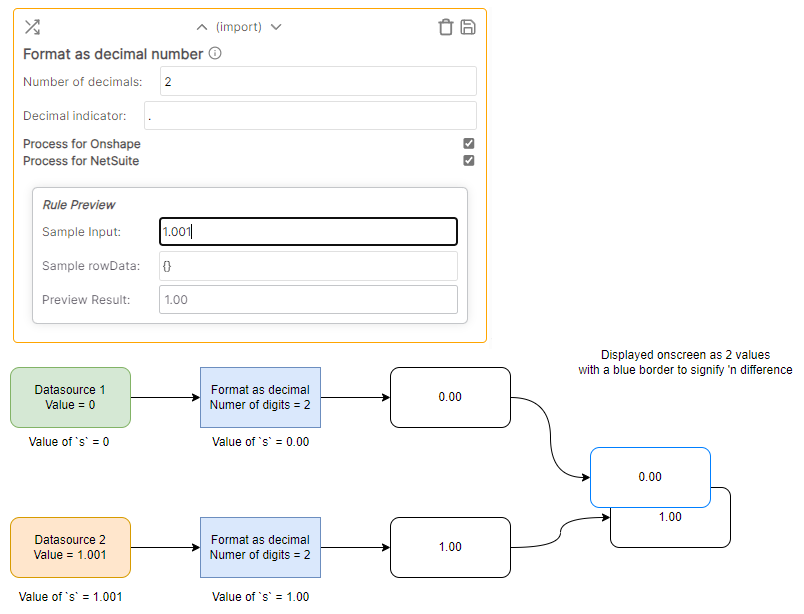 (import)
Format as decimal number
Number of decimals: 2
Decimal indicator: .
Process for Onshape
Process for NetSuite
Rule Preview
Sample Input: 1.001
Sample rowData: {}
Preview Result: 1.00
Displayed onscreen as 2 values
with a blue border to signify 'n difference
Datasource 1
Value = 0
Format as decimal
Numer of digits = 2
0.00
Value of `s` = 0
Value of `s` = 0.00
0.00
1.00
Datasource 2
Value = 1.001
Format as decimal
Numer of digits = 2
1.00
Value of `s` = 1.001
Value of `s` = 1.00